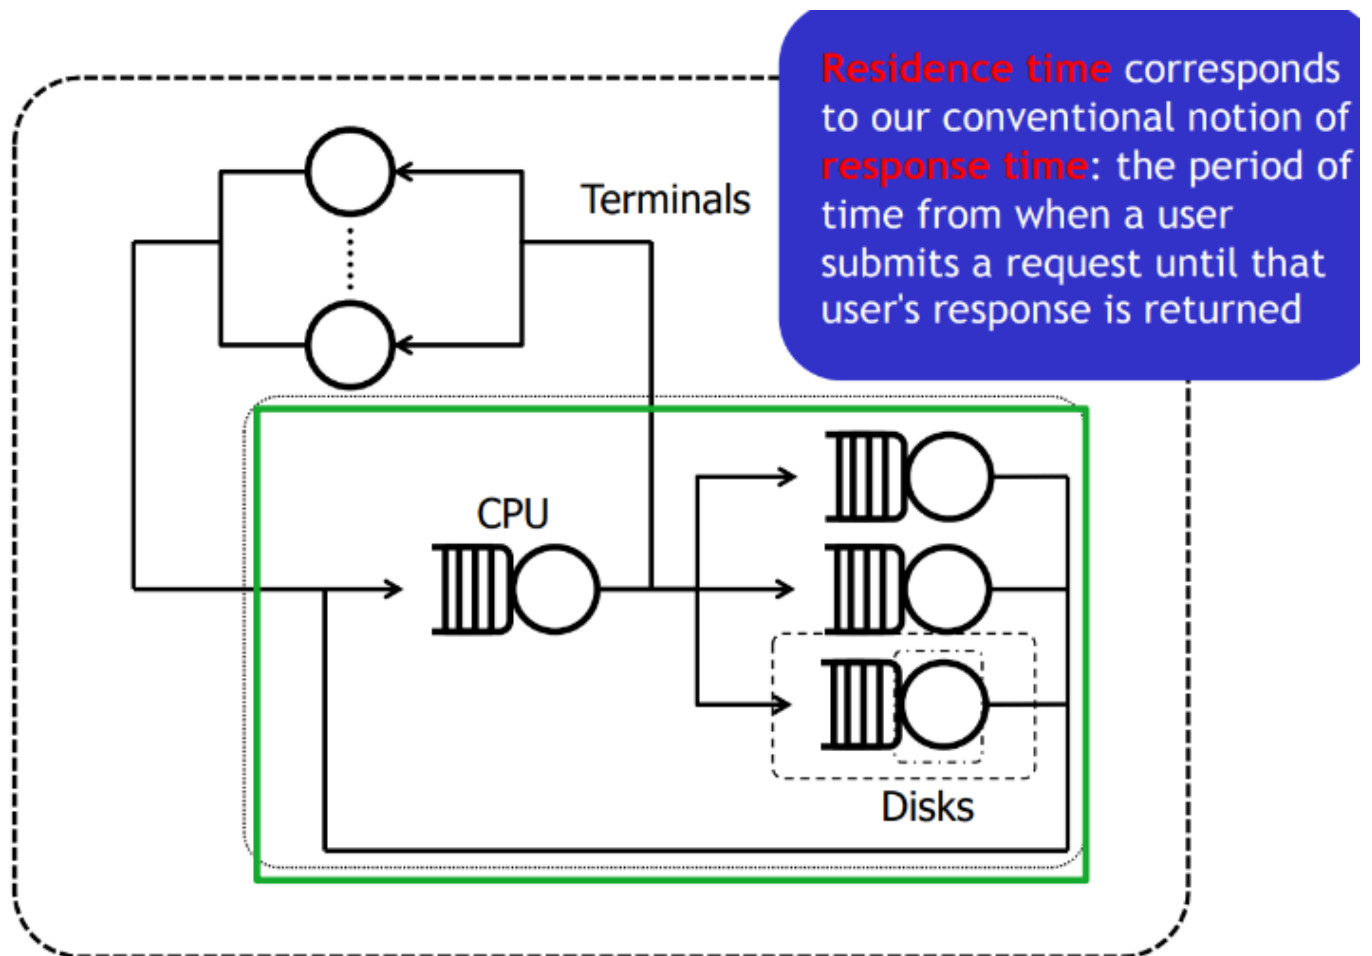 Residence time corresponds
to our conventional notion of
response time: the period of
time from when a user
submits a request until that
user's response is returned
Terminals
CPU
Disks